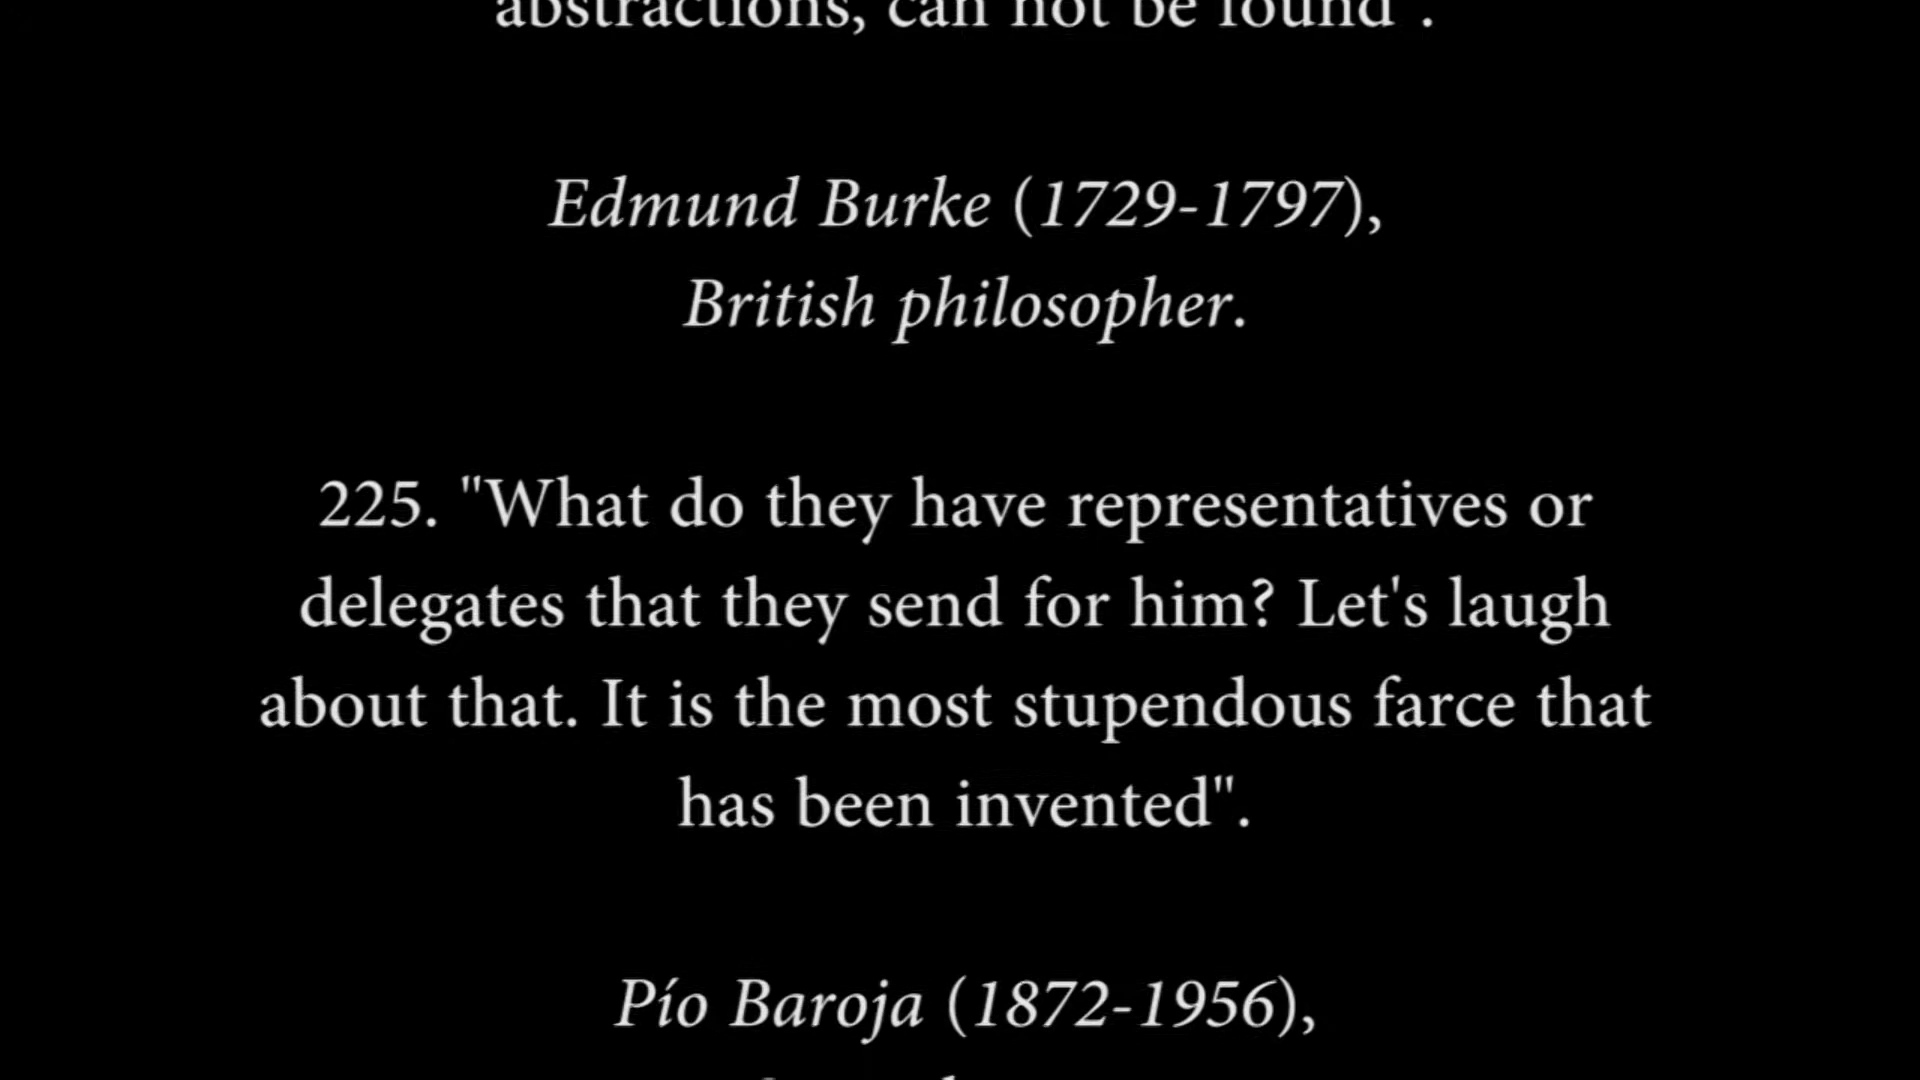 abstractions, can not be found".
Edmund Burke (1729-1797),
British philosopher.
225. "What do they have representatives or
delegates that they send for him? Let's laugh
about that. It is the most stupendous farce that
has been invented".
Pío Baroja (1872-1956),